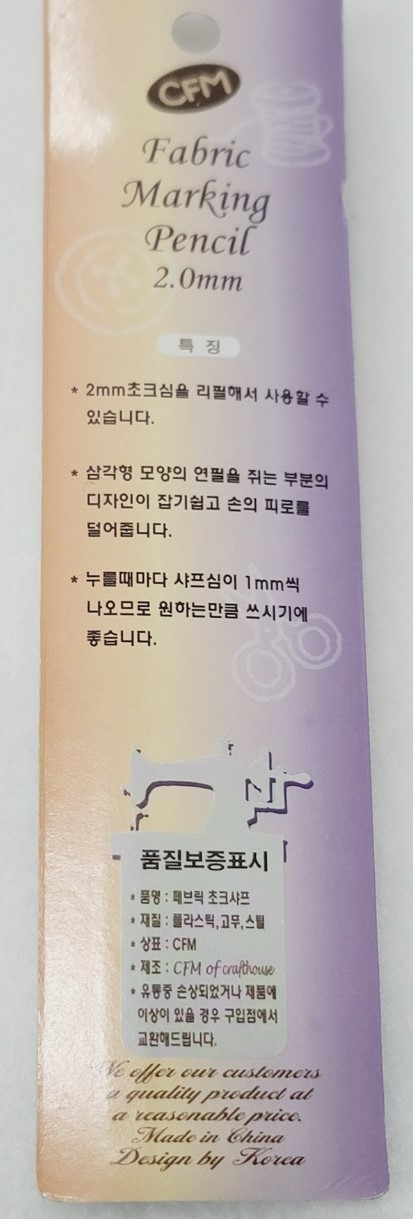 CFM
Fabric
Marking
Pencil
2.0mm
특 징
* 2mm초크심을 리필해서 사용할 수
있습니다.
* 삼각형 모양의 연필을 쥐는 부분의
디자인이 잡기쉽고 손의 피로를
덜어줍니다.
* 누를때마다 샤프심이 1mm씩
나오므로 원하는만큼 쓰시기에
좋습니다.
품질보증표시
* 품명 : 패브릭 초크샤프
* 재질 : 플라스틱,고무,스틸
* 상표 : CFM
* 제조 : CFM of crafthouse
* 유통중 손상되었거나 제품에
이상이 있을 경우 구입점에서
교환해드립니다.
We offer our customers
a quality product at
a reasonable price.
Made in China
Design by Korea